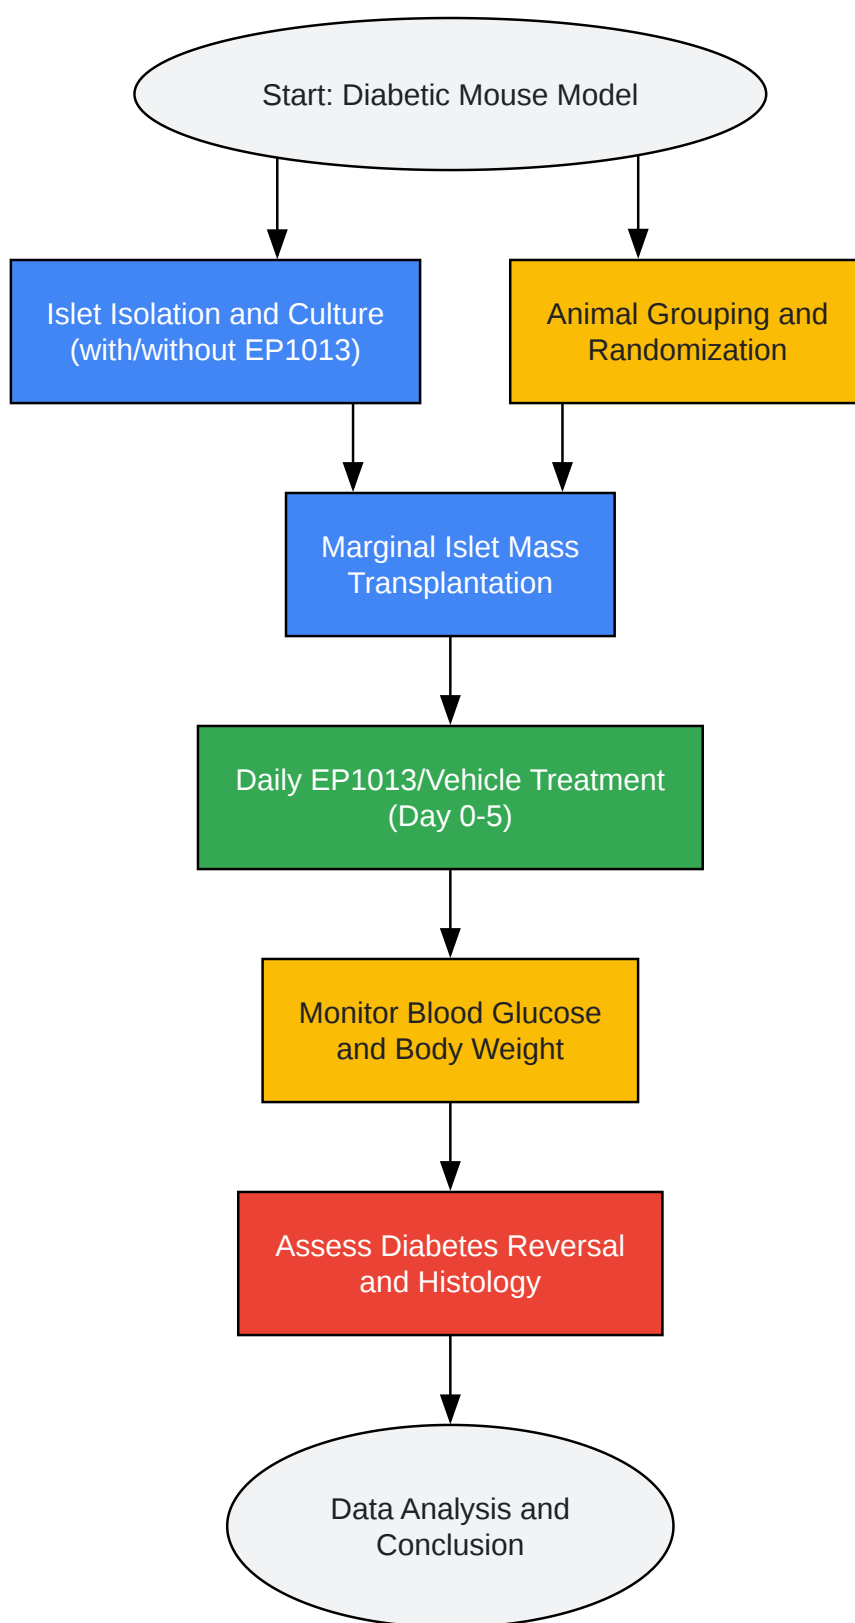 Start: Diabetic Mouse Model
Islet Isolation and Culture
(with/without EP1013)
Animal Grouping and
Randomization
Marginal Islet Mass
Transplantation
Daily EP1013/Vehicle Treatment
(Day 0-5)
Monitor Blood Glucose
and Body Weight
Assess Diabetes Reversal
and Histology
Data Analysis and
Conclusion